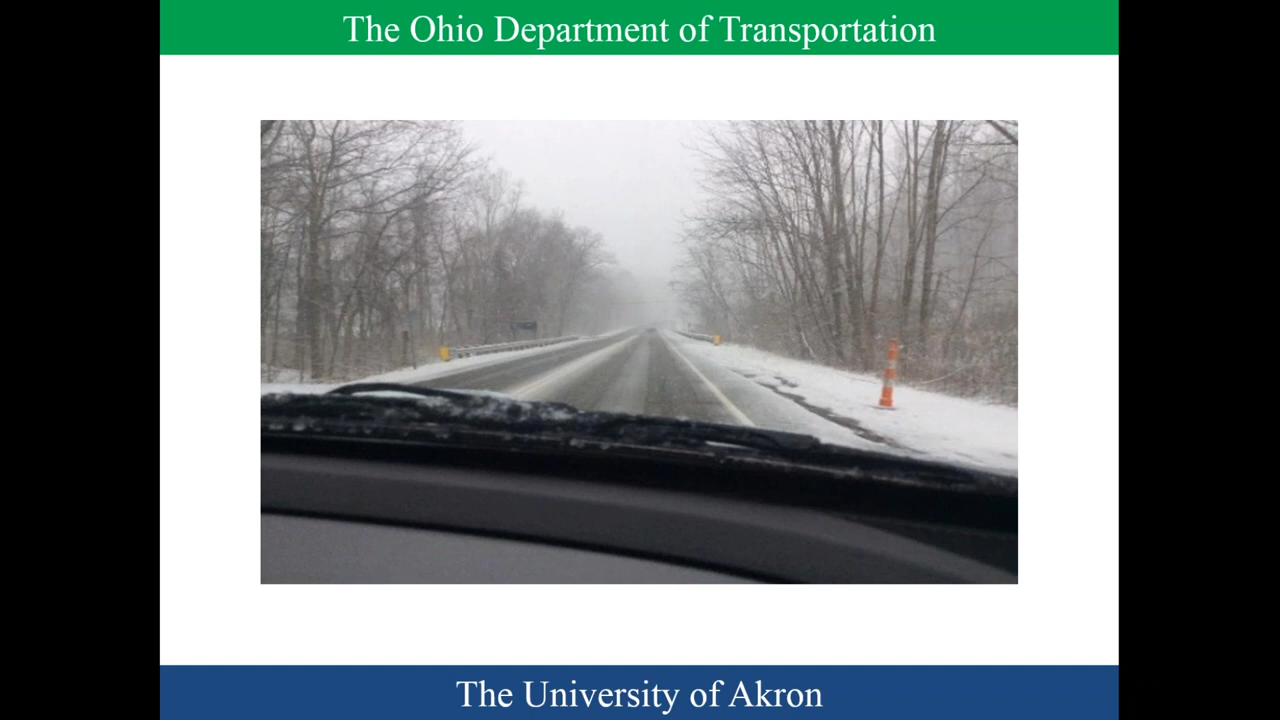 The Ohio Department of Transportation
The University of Akron